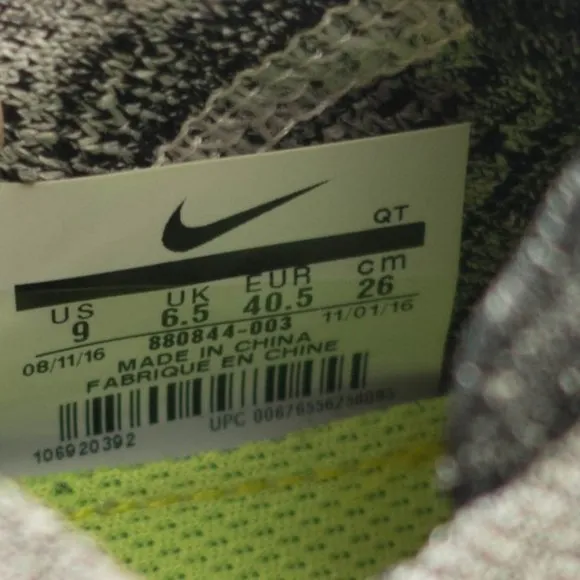 QT
US UK EUR cm
9 6.5 40.5 26
880844-003
08/11/16 11/01/16
MADE IN CHINA
FABRIQUE EN CHINE
UPC
106920392